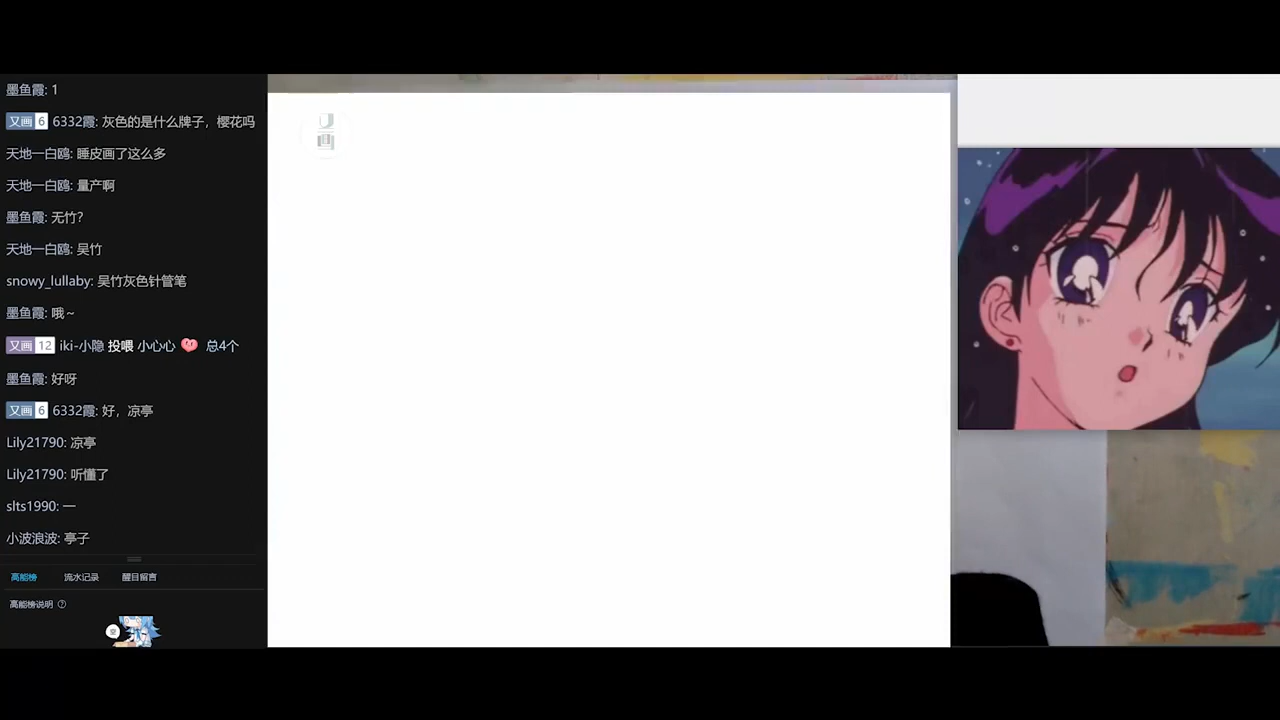 墨鱼霞: 1
又画 6 6332霞: 灰色的是什么牌子，樱花吗
天地一白鸥: 睡皮画了这么多
天地一白鸥: 量产啊
墨鱼霞: 无竹?
天地一白鸥: 吴竹
snowy_lullaby: 吴竹灰色针管笔
墨鱼霞: 哦~
又画 12 iki-小隐 投喂 小心心 总4个
墨鱼霞: 好呀
又画 6 6332霞: 好，凉亭
Lily21790: 凉亭
Lily21790: 听懂了
slts1990: 一
小波浪波: 亭子
高能榜 流水记录 醒目留言
高能榜说明 ?